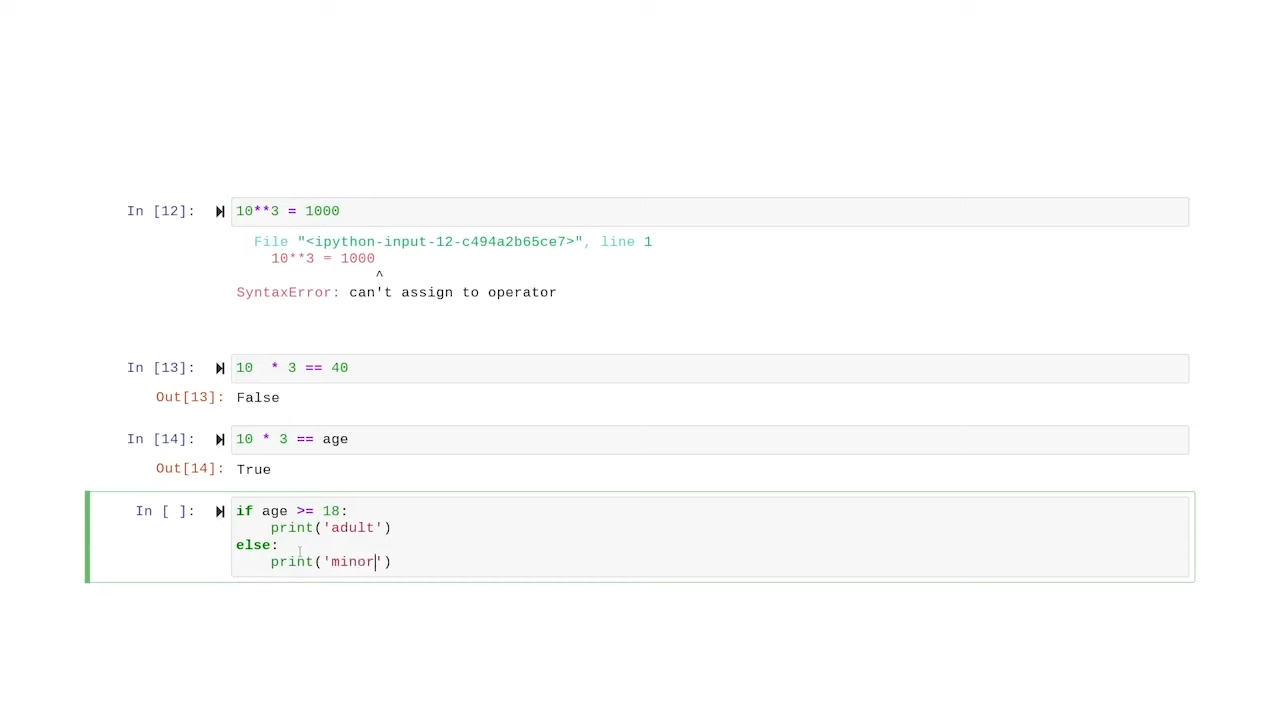 In [12]: 10**3 = 1000
File "<ipython-input-12-c494a2b65ce7>", line 1
10**3 = 1000
^
SyntaxError: can't assign to operator
In [13]: 10  * 3 == 40
Out[13]: False
In [14]: 10 * 3 == age
Out[14]: True
In [ ]: if age >= 18:
print('adult')
else:
print('minor')